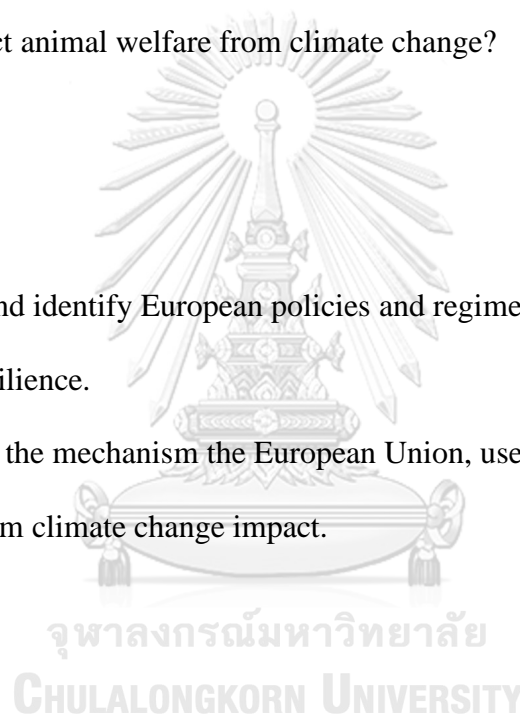 ct animal welfare from climate change?
nd identify European policies and regime
ilience.
the mechanism the European Union, use
m climate change impact.
จุฬาลงกรณ์มหาวิทยาลัย
CHULALONGKORN UNIVERSITY